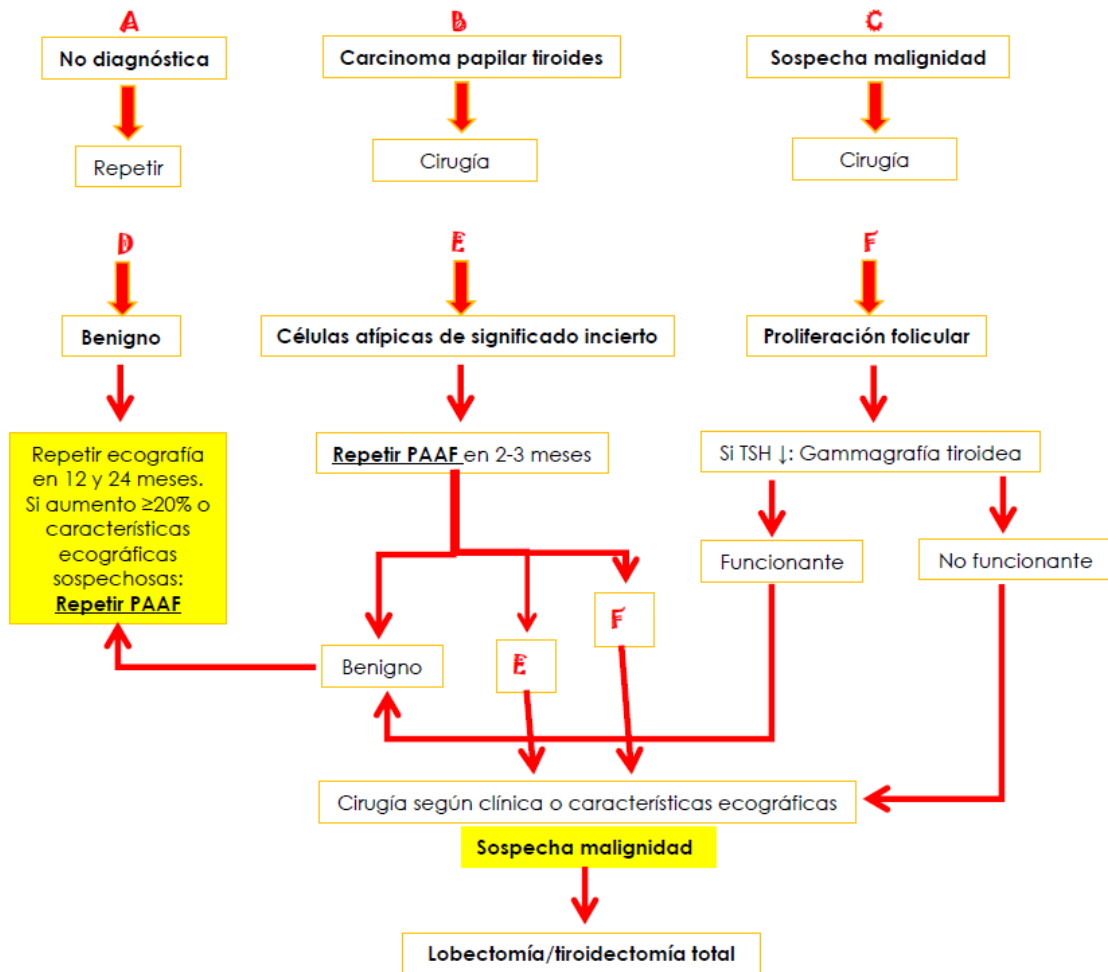 A
B
C
No diagnóstica
Carcinoma papilar tiroides
Sospecha malignidad
Repetir
Cirugía
Cirugía
D
E
F
Benigno
Células atípicas de significado incierto
Proliferación folicular
Repetir ecografía
en 12 y 24 meses.
Si aumento ≥20% o
características
ecográficas
sospechosas:
Repetir PAAF
Repetir PAAF en 2-3 meses
Si TSH ↓: Gammagrafía tiroidea
Funcionante
No funcionante
F
E
Benigno
Cirugía según clínica o características ecográficas
Sospecha malignidad
Lobectomía/tiroidectomía total